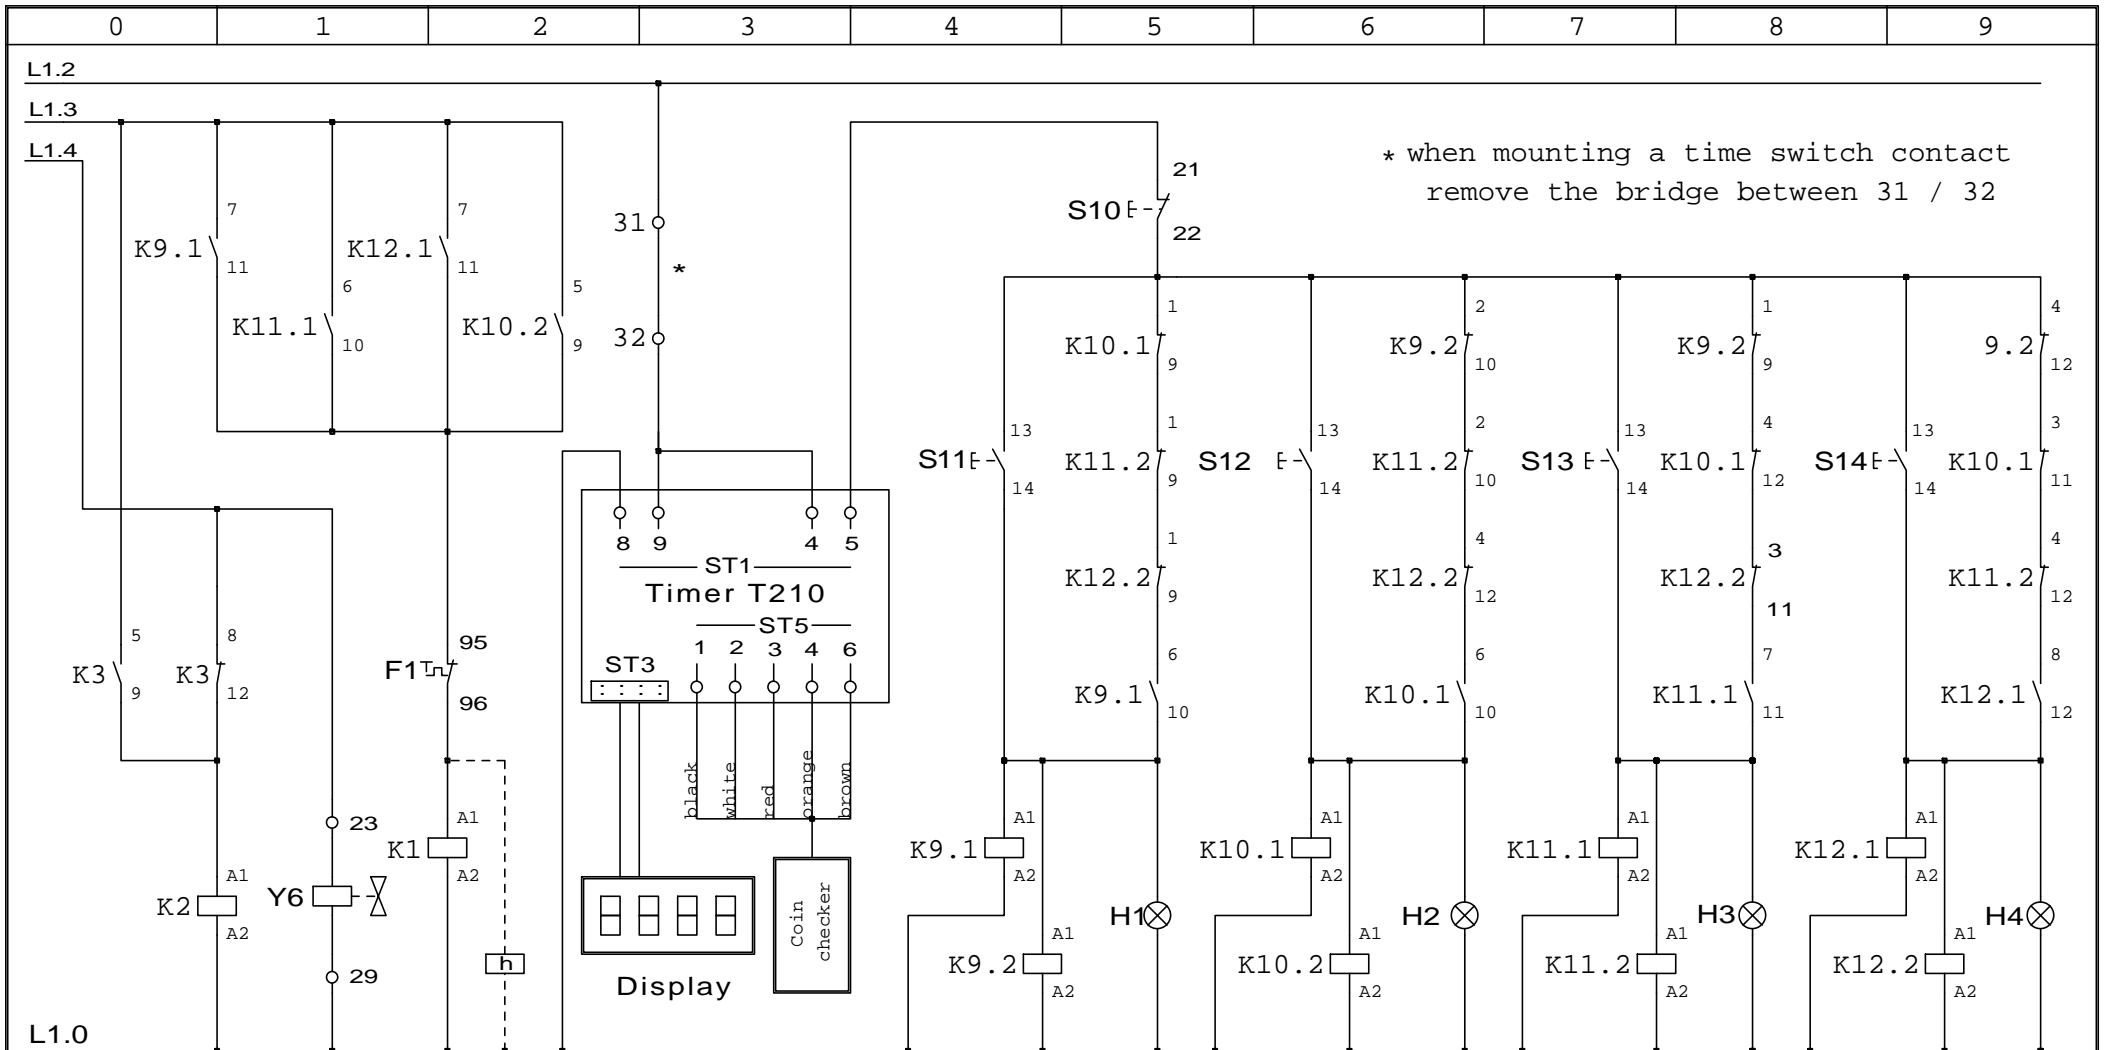 0 1 2 3 4 5 6 7 8 9
L1.2
L1.3
L1.4
* when mounting a time switch contact
remove the bridge between 31 / 32
7
K9.1
11
6
K11.1
10
7
K12.1
11
5
K10.2
9
31
*
32
21
S10
22
5
K3
9
8
K3
12
95
F1
96
8 9 4 5
ST1
Timer T210
ST5
1 2 3 4 6
ST3
black
white
red
orange
brown
13
S11
14
1
K10.1
9
1
K11.2
9
1
K12.2
9
6
K9.1
10
13
S12
14
2
K9.2
10
2
K11.2
10
4
K12.2
12
6
K10.1
10
13
S13
14
1
K9.2
9
4
K10.1
12
3
K12.2
11
7
K11.1
11
13
S14
14
4
9.2
12
3
K10.1
11
4
K11.2
12
8
K12.1
12
A1
K2
A2
23
Y6
29
A1
K1
A2
h
Display
Coin
checker
A1
K9.1
A2
A1
K9.2
A2
H1
A1
K10.1
A2
A1
K10.2
A2
H2
A1
K11.1
A2
A1
K11.2
A2
H3
A1
K12.1
A2
A1
K12.2
A2
H4
L1.0